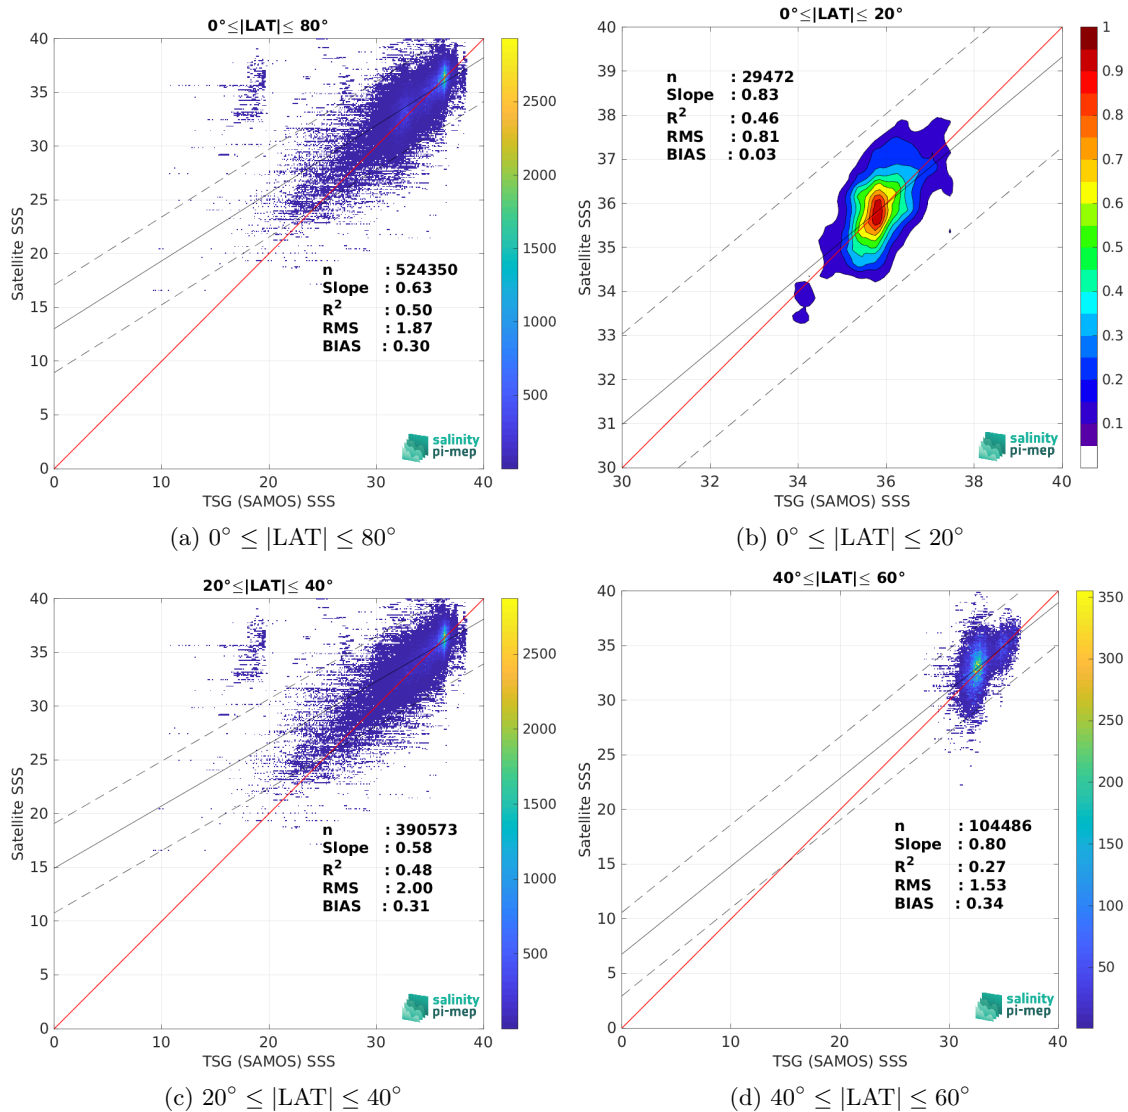 0°≤|LAT|≤ 80°
40
35
30
25
20
15
10
5
0
Satellite SSS
n : 524350
Slope : 0.63
R² : 0.50
RMS : 1.87
BIAS : 0.30
salinity
pi-mep
0 10 20 30 40
TSG (SAMOS) SSS
2500
2000
1500
1000
500
(a) 0° ≤ |LAT| ≤ 80°
0°≤|LAT|≤ 20°
40
39
38
37
36
35
34
33
32
31
30
Satellite SSS
n : 29472
Slope : 0.83
R² : 0.46
RMS : 0.81
BIAS : 0.03
salinity
pi-mep
30 32 34 36 38 40
TSG (SAMOS) SSS
1
0.9
0.8
0.7
0.6
0.5
0.4
0.3
0.2
0.1
(b) 0° ≤ |LAT| ≤ 20°
20°≤|LAT|≤ 40°
40
35
30
25
20
15
10
5
0
Satellite SSS
n : 390573
Slope : 0.58
R² : 0.48
RMS : 2.00
BIAS : 0.31
salinity
pi-mep
0 10 20 30 40
TSG (SAMOS) SSS
2500
2000
1500
1000
500
(c) 20° ≤ |LAT| ≤ 40°
40°≤|LAT|≤ 60°
40
35
30
25
20
15
10
5
0
Satellite SSS
n : 104486
Slope : 0.80
R² : 0.27
RMS : 1.53
BIAS : 0.34
salinity
pi-mep
0 10 20 30 40
TSG (SAMOS) SSS
350
300
250
200
150
100
50
(d) 40° ≤ |LAT| ≤ 60°